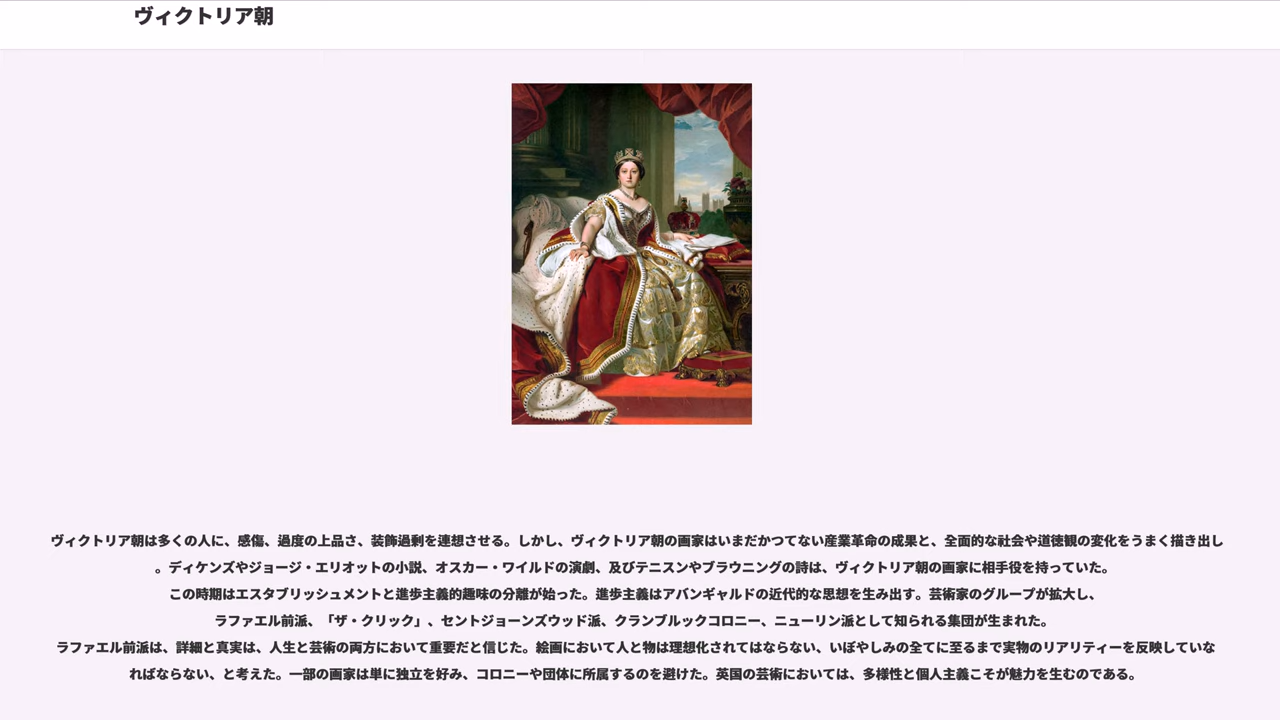 ヴィクトリア朝
ヴィクトリア朝は多くの人に、感傷、過度の上品さ、装飾過剰を連想させる。しかし、ヴィクトリア朝の画家はいまだかつてない産業革命の成果と、全面的な社会や道徳観の変化をうまく描き出し
。ディケンズやジョージ・エリオットの小説、オスカー・ワイルドの演劇、及びテニスンやブラウニングの詩は、ヴィクトリア朝の画家に相手役を持っていた。
この時期はエスタブリッシュメントと進歩主義的趣味の分離が始った。進歩主義はアバンギャルドの近代的な思想を生み出す。芸術家のグループが拡大し、
ラファエル前派、「ザ・クリック」、セントジョーンズウッド派、クランブルックコロニー、ニューリン派として知られる集団が生まれた。
ラファエル前派は、詳細と真実は、人生と芸術の両方において重要だと信じた。絵画において人と物は理想化されてはならない、いぼやしみの全てに至るまで実物のリアリティーを反映していな
ればならない、と考えた。一部の画家は単に独立を好み、コロニーや団体に所属するのを避けた。英国の芸術においては、多様性と個人主義こそが魅力を生むのである。